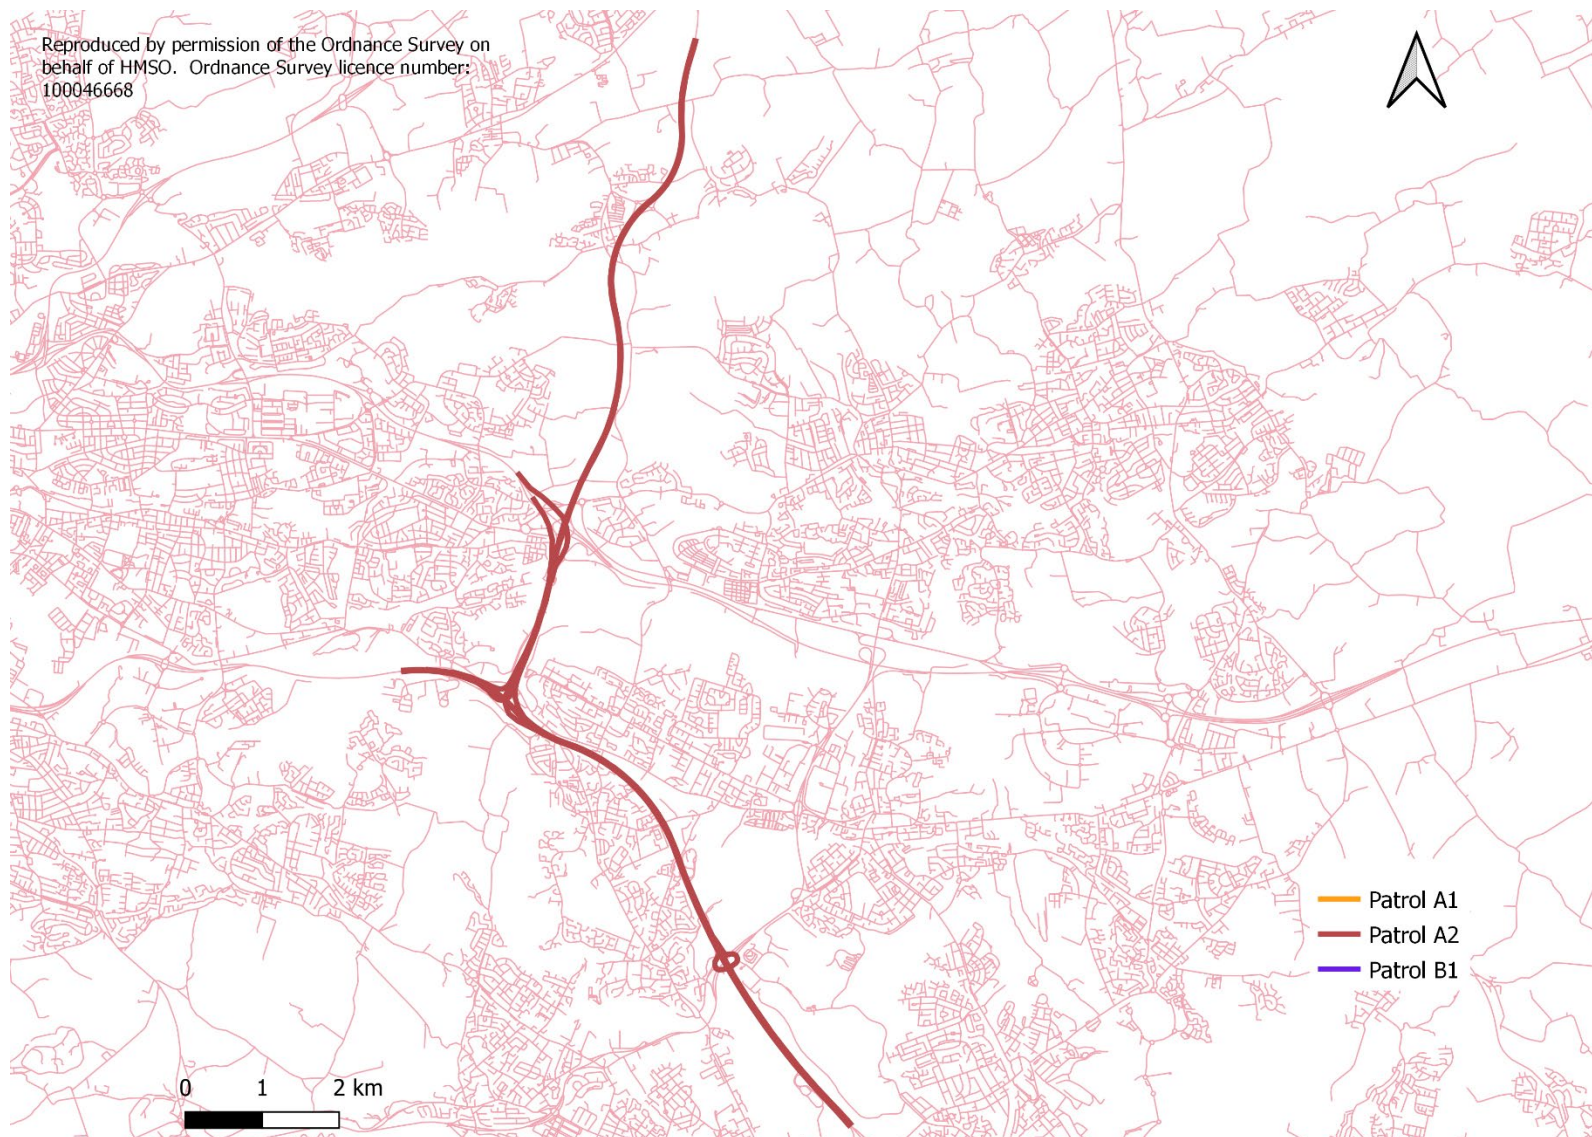 Reproduced by permission of the Ordnance Survey on
behalf of HMSO.  Ordnance Survey licence number:
100046668
Patrol A1
Patrol A2
Patrol B1
0 1 2 km